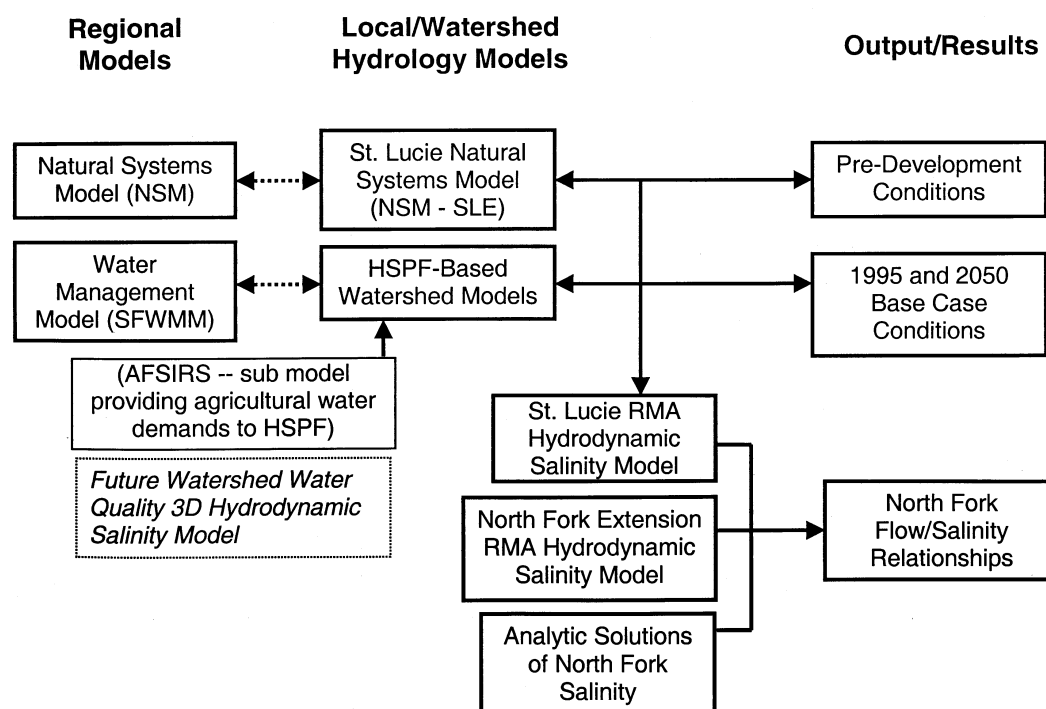 Regional
Models
Local/Watershed
Hydrology Models
Output/Results
Natural Systems
Model (NSM)
St. Lucie Natural
Systems Model
(NSM - SLE)
Pre-Development
Conditions
Water
Management
Model (SFWMM)
HSPF-Based
Watershed Models
1995 and 2050
Base Case
Conditions
(AFSIRS -- sub model
providing agricultural water
demands to HSPF)
Future Watershed Water
Quality 3D Hydrodynamic
Salinity Model
St. Lucie RMA
Hydrodynamic
Salinity Model
North Fork Extension
RMA Hydrodynamic
Salinity Model
North Fork
Flow/Salinity
Relationships
Analytic Solutions
of North Fork
Salinity